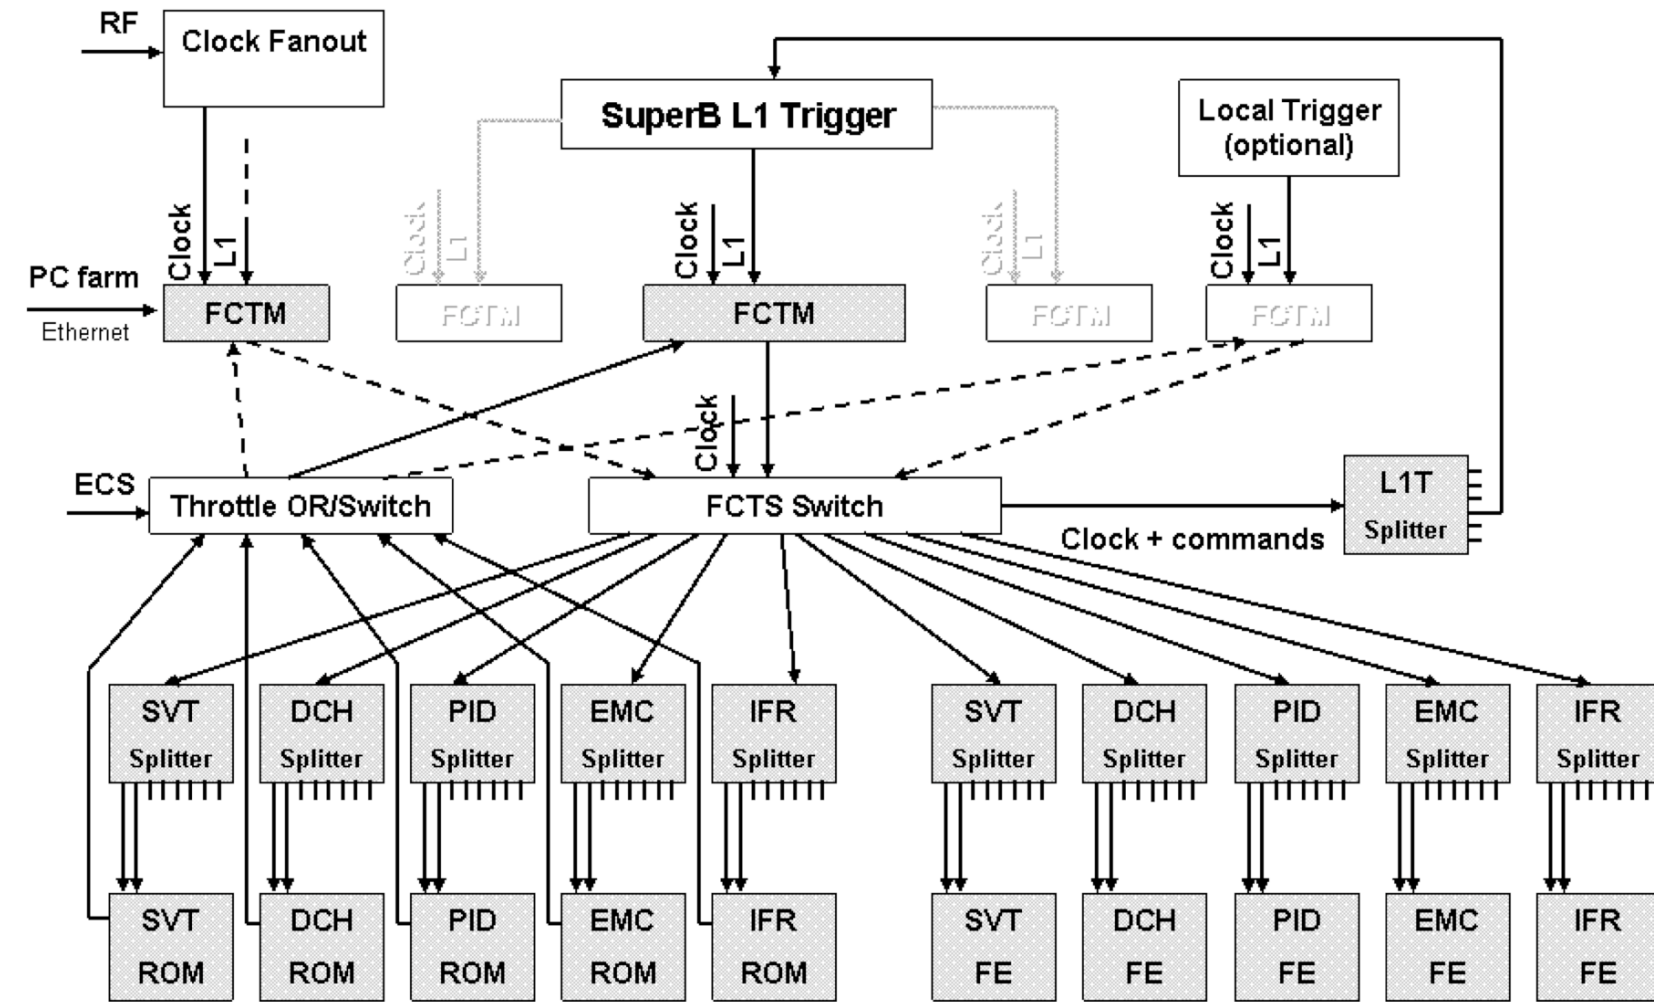 RF
Clock Fanout
SuperB L1 Trigger
Local Trigger
(optional)
Clock
L1
Clock
L1
Clock
L1
Clock
L1
Clock
L1
PC farm
Ethernet
FCTM
FCTM
FCTM
FCTM
FCTM
Clock
ECS
Throttle OR/Switch
FCTS Switch
Clock + commands
L1T
Splitter
SVT
Splitter
DCH
Splitter
PID
Splitter
EMC
Splitter
IFR
Splitter
SVT
Splitter
DCH
Splitter
PID
Splitter
EMC
Splitter
IFR
Splitter
SVT
ROM
DCH
ROM
PID
ROM
EMC
ROM
IFR
ROM
SVT
FE
DCH
FE
PID
FE
EMC
FE
IFR
FE